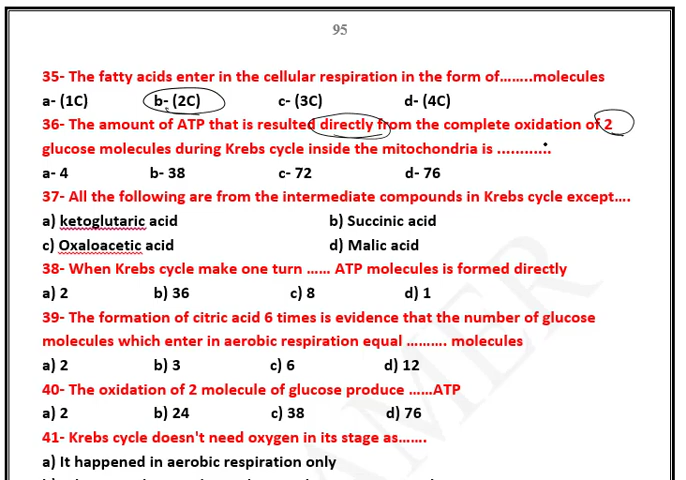 95
35- The fatty acids enter in the cellular respiration in the form of........molecules
a- (1C) b- (2C) c- (3C) d- (4C)
36- The amount of ATP that is resulted directly from the complete oxidation of 2
glucose molecules during Krebs cycle inside the mitochondria is ............
a- 4 b- 38 c- 72 d- 76
37- All the following are from the intermediate compounds in Krebs cycle except....
a) ketoglutaric acid b) Succinic acid
c) Oxaloacetic acid d) Malic acid
38- When Krebs cycle make one turn ...... ATP molecules is formed directly
a) 2 b) 36 c) 8 d) 1
39- The formation of citric acid 6 times is evidence that the number of glucose
molecules which enter in aerobic respiration equal .......... molecules
a) 2 b) 3 c) 6 d) 12
40- The oxidation of 2 molecule of glucose produce ......ATP
a) 2 b) 24 c) 38 d) 76
41- Krebs cycle doesn't need oxygen in its stage as.......
a) It happened in aerobic respiration only